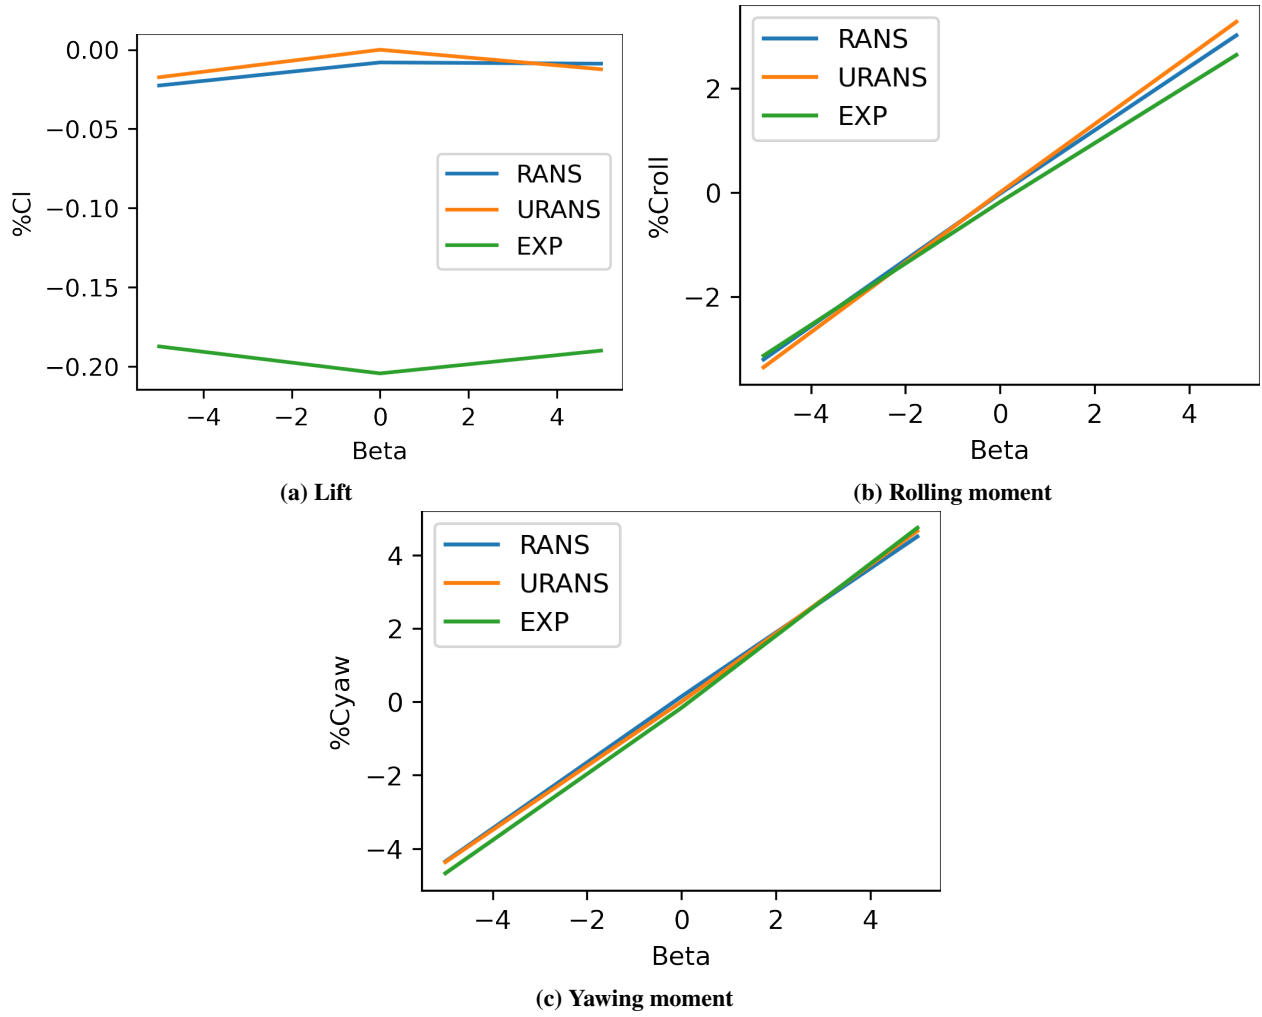 0.00
−0.05
−0.10
−0.15
−0.20
%Cl
RANS
URANS
EXP
−4 −2 0 2 4
Beta
(a) Lift
2
0
−2
%Croll
RANS
URANS
EXP
−4 −2 0 2 4
Beta
(b) Rolling moment
4
2
0
−2
−4
%Cyaw
RANS
URANS
EXP
−4 −2 0 2 4
Beta
(c) Yawing moment